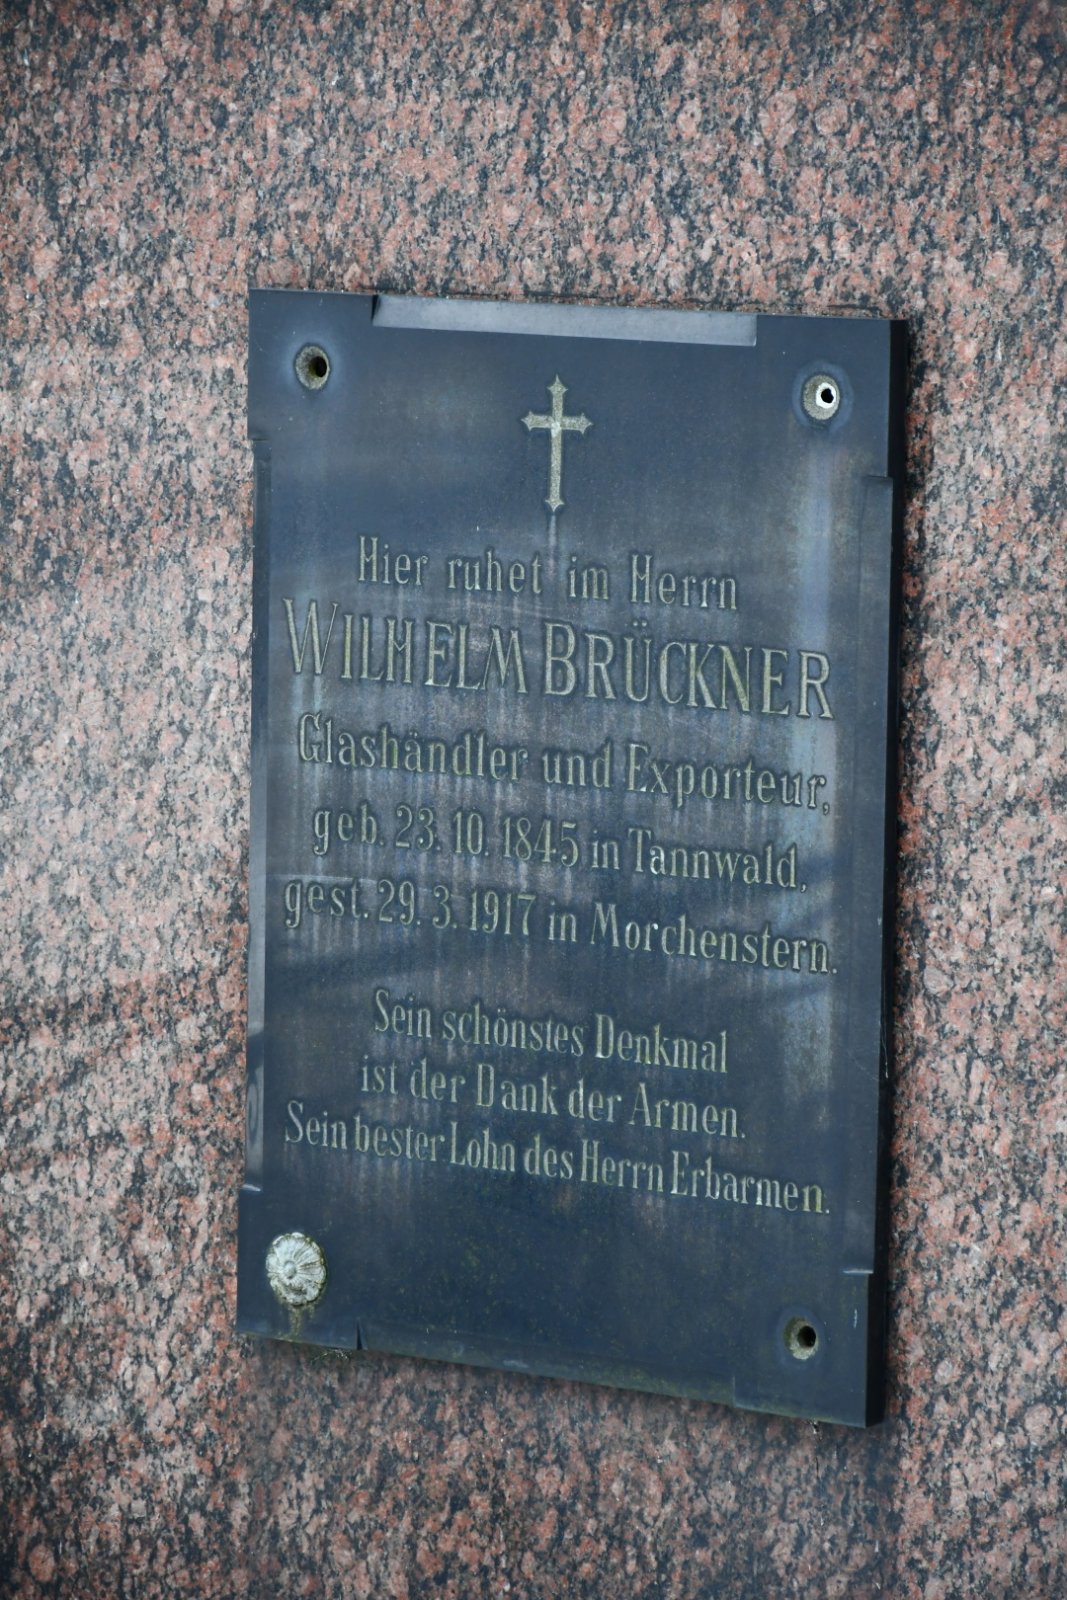 Hier ruhet im Herrn
WILHELM BRÜCKNER
Glashändler und Exporteur,
geb. 23. 10. 1845 in Tannwald,
gest. 29. 3. 1917 in Morchenstern.
Sein schönstes Denkmal
ist der Dank der Armen.
Sein bester Lohn des Herrn Erbarmen.